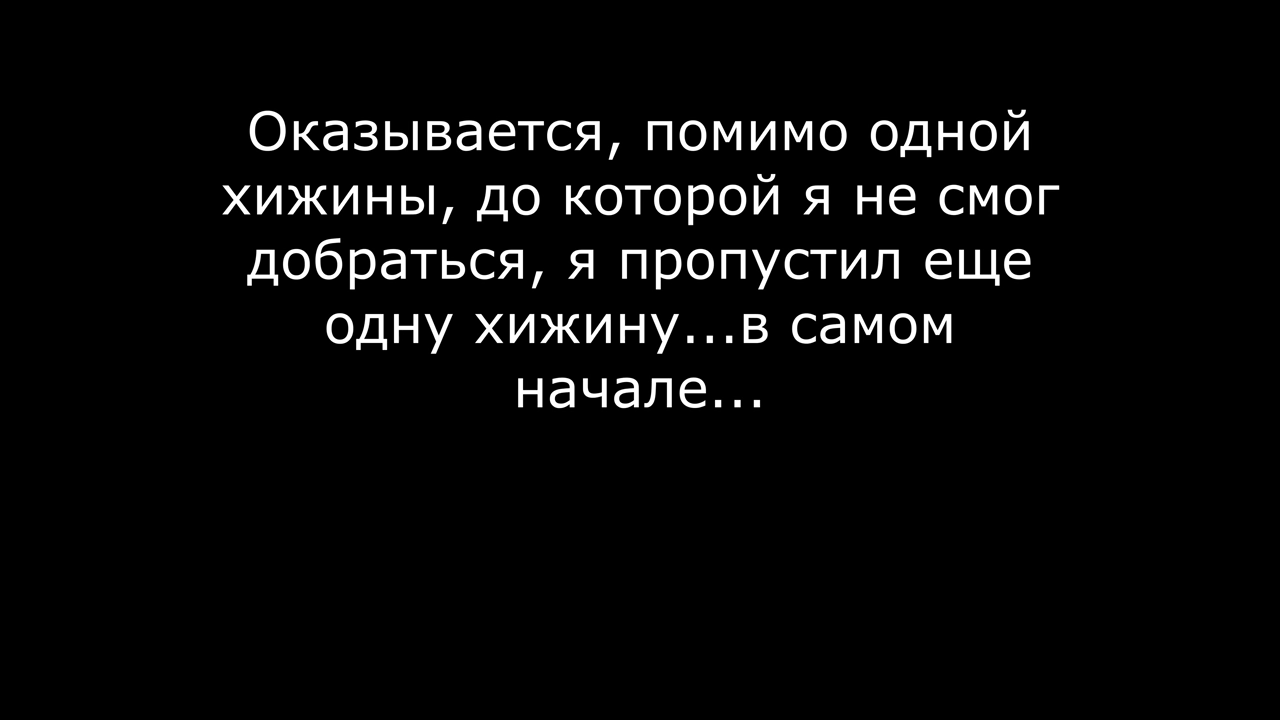 Оказывается, помимо одной
хижины, до которой я не смог
добраться, я пропустил еще
одну хижину...в самом
начале...